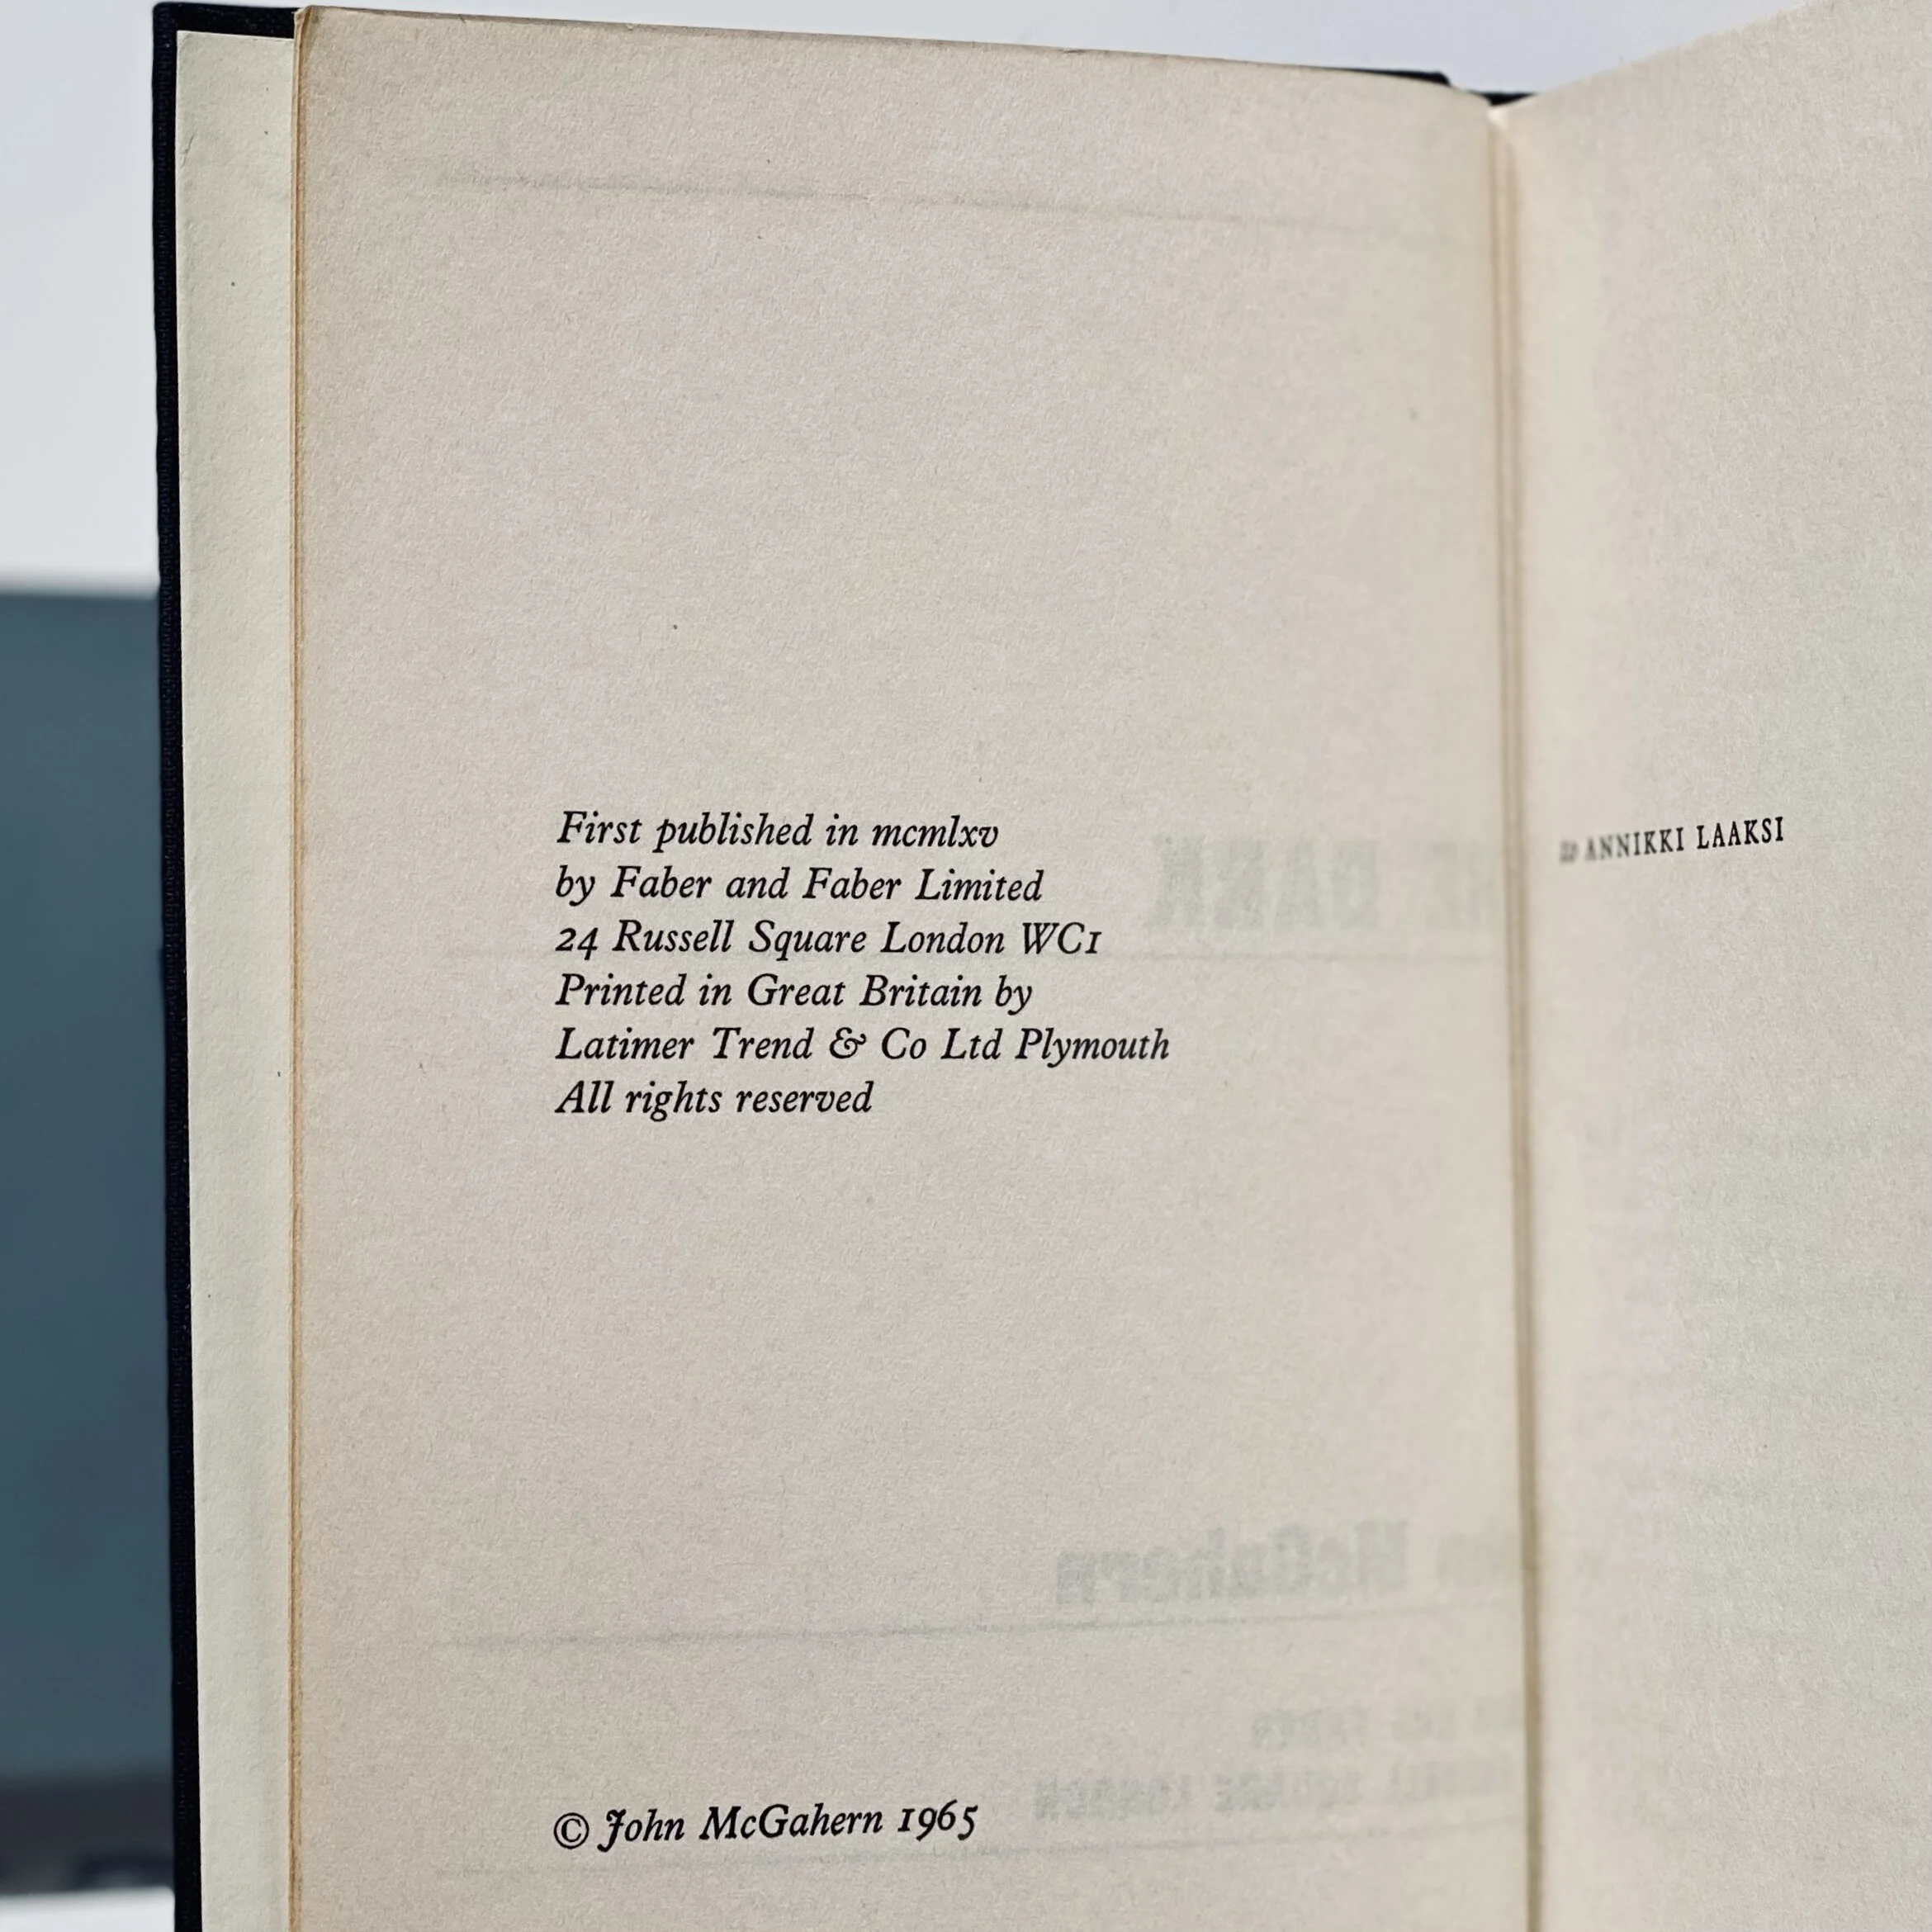 First published in mcmlxv
by Faber and Faber Limited
24 Russell Square London WC1
Printed in Great Britain by
Latimer Trend & Co Ltd Plymouth
All rights reserved
© John McGahern 1965
to ANNIKKI LAAKSI